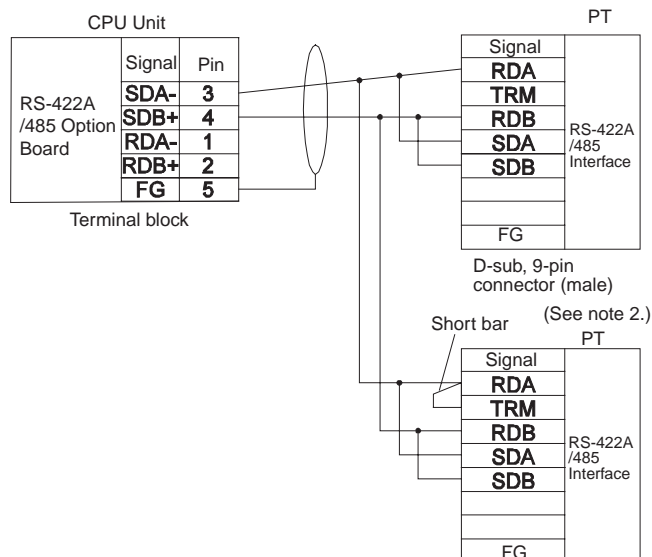 CPU Unit
RS-422A
/485 Option
Board
Signal Pin
SDA- 3
SDB+ 4
RDA- 1
RDB+ 2
FG 5
Terminal block
PT
Signal
RDA
TRM
RDB
SDA
SDB
FG
RS-422A
/485
Interface
D-sub, 9-pin
connector (male)
(See note 2.)
Short bar
PT
Signal
RDA
TRM
RDB
SDA
SDB
FG
RS-422A
/485
Interface